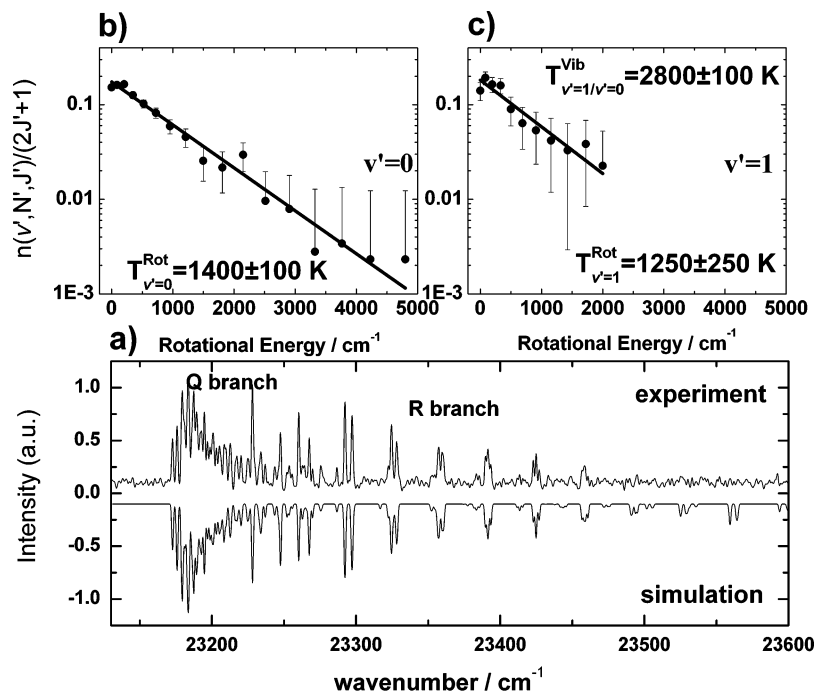 b)
c)
n(v',N',J')/(2J'+1)
0.1
0.01
1E-3
v'=0
T^Rot_v'=0=1400±100 K
0 1000 2000 3000 4000 5000
Rotational Energy / cm⁻¹
0.1
0.01
1E-3
T^Vib_v'=1/v'=0=2800±100 K
v'=1
T^Rot_v'=1=1250±250 K
0 1000 2000 3000 4000 5000
Rotational Energy / cm⁻¹
a)
Intensity (a.u.)
1.0
0.5
0.0
-0.5
-1.0
Q branch
R branch
experiment
simulation
23200 23300 23400 23500 23600
wavenumber / cm⁻¹